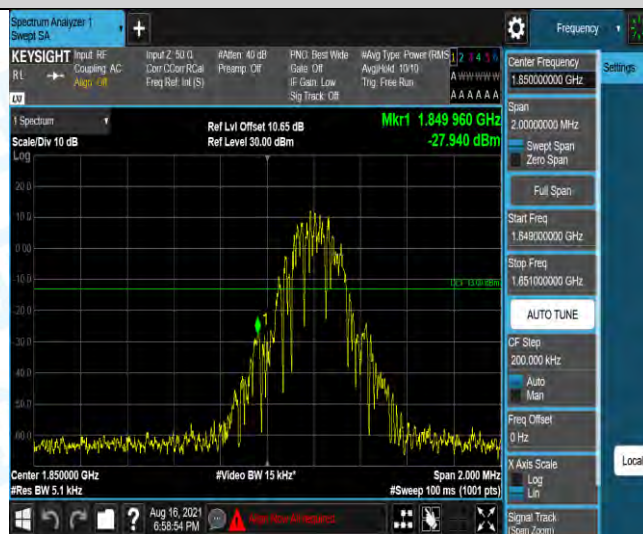 Spectrum Analyzer 1
Swept SA
+
Frequency
KEYSIGHT
RL
Input: RF
Coupling: AC
Align: Off
Input Z: 50 Ω
Corr CCorr RCal
Freq Ref: Int (S)
#Atten: 40 dB
Preamp: Off
PNO: Best Wide
Gate: Off
IF Gain: Low
Sig Track: Off
#Avg Type: Power (RMS
Avg|Hold: 10/10
Trig: Free Run
1 2 3 4 5 6
A W W W W W
A A A A A A
LXI
1 Spectrum
Scale/Div 10 dB
Log
Ref Lvl Offset 10.65 dB
Ref Level 30.00 dBm
Mkr1 1.849 960 GHz
-27.940 dBm
20.0
10.0
0.00
-10.0
-20.0
-30.0
-40.0
-50.0
-60.0
1
Center 1.850000 GHz
#Res BW 5.1 kHz
#Video BW 15 kHz*
Span 2.000 MHz
#Sweep 100 ms (1001 pts)
Center Frequency
1.850000000 GHz
Span
2.00000000 MHz
Swept Span
Zero Span
Full Span
Start Freq
1.849000000 GHz
Stop Freq
1.651000000 GHz
AUTO TUNE
CF Step
200.000 kHz
Auto
Man
Freq Offset
0 Hz
X Axis Scale
Log
Lin
Signal Track
(Span Zoom)
Settings
Local
?
Aug 16, 2021
6:58:54 PM